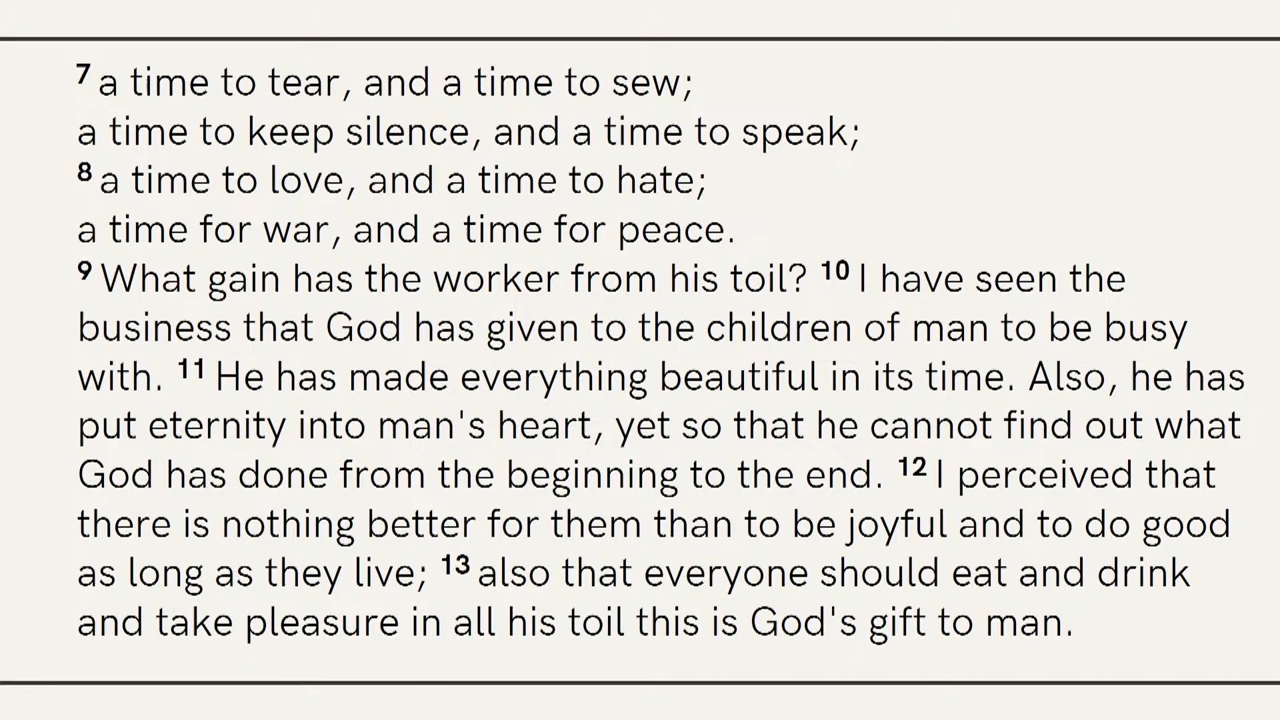 7 a time to tear, and a time to sew;
a time to keep silence, and a time to speak;
8 a time to love, and a time to hate;
a time for war, and a time for peace.
9 What gain has the worker from his toil? 10 I have seen the
business that God has given to the children of man to be busy
with. 11 He has made everything beautiful in its time. Also, he has
put eternity into man's heart, yet so that he cannot find out what
God has done from the beginning to the end. 12 I perceived that
there is nothing better for them than to be joyful and to do good
as long as they live; 13 also that everyone should eat and drink
and take pleasure in all his toil this is God's gift to man.